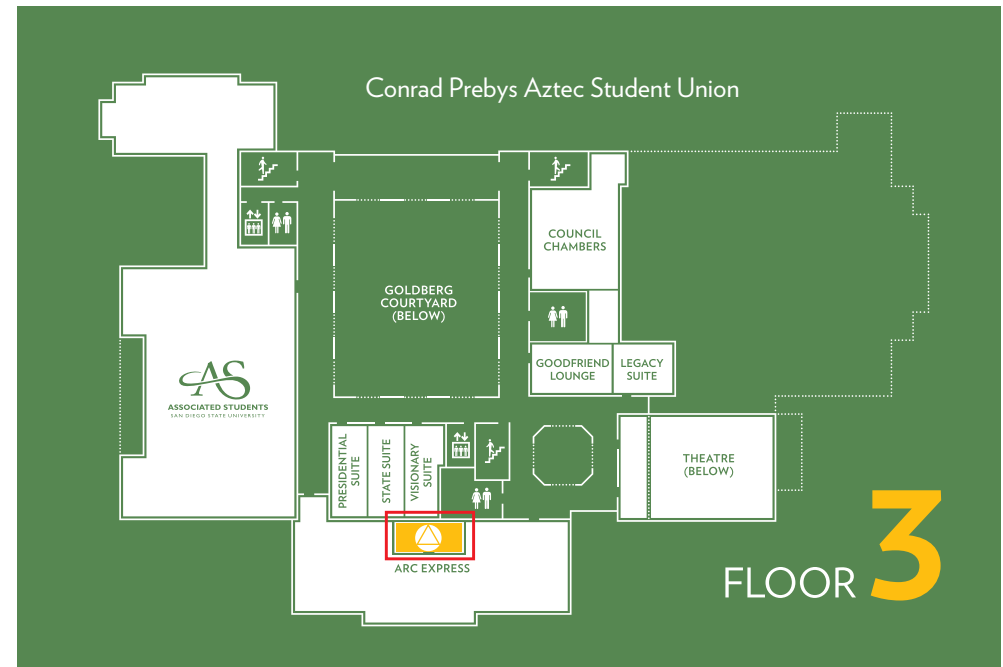 Conrad Prebys Aztec Student Union
COUNCIL
CHAMBERS
GOLDBERG
COURTYARD
(BELOW)
GOODFRIEND
LOUNGE
LEGACY
SUITE
AS
ASSOCIATED STUDENTS
SAN DIEGO STATE UNIVERSITY
PRESIDENTIAL
SUITE
STATE SUITE
VISIONARY
SUITE
THEATRE
(BELOW)
ARC EXPRESS
FLOOR 3